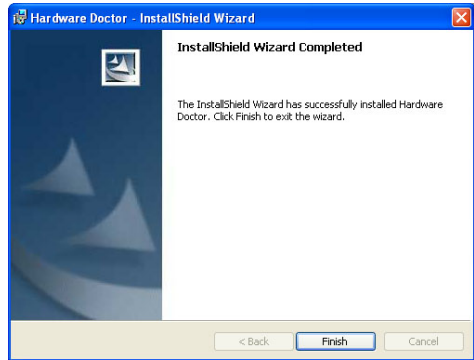 Hardware Doctor - InstallShield Wizard
InstallShield Wizard Completed
The InstallShield Wizard has successfully installed Hardware
Doctor. Click Finish to exit the wizard.
< Back
Finish
Cancel